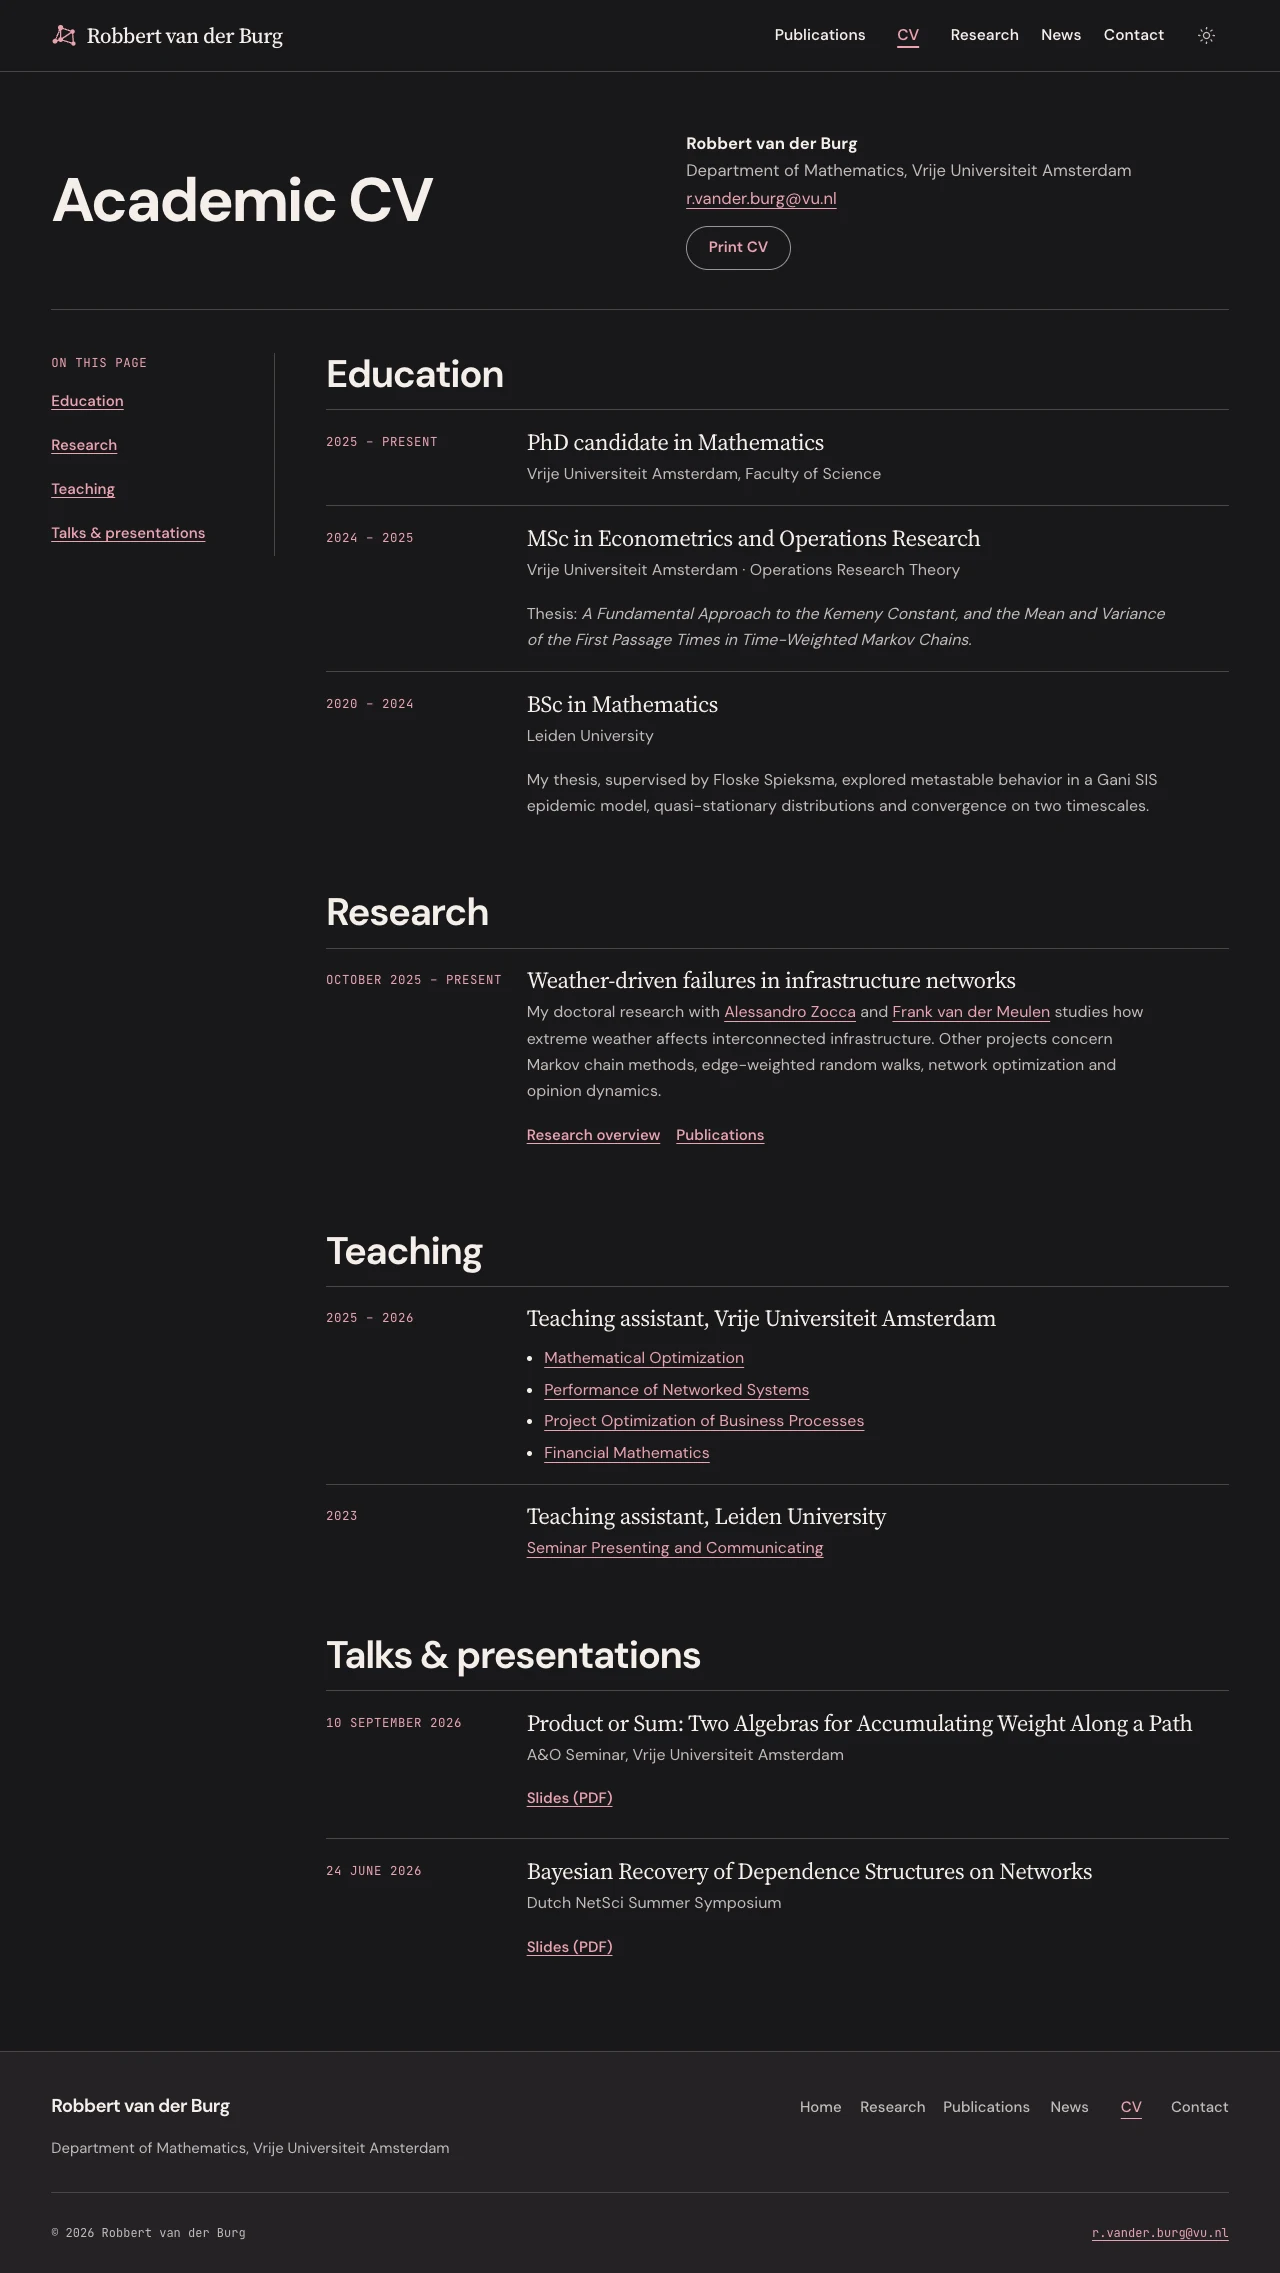 Robbert van der Burg
Publications CV Research News Contact
Academic CV
Robbert van der Burg
Department of Mathematics, Vrije Universiteit Amsterdam
r.vander.burg@vu.nl
Print CV
ON THIS PAGE
Education
Research
Teaching
Talks & presentations
Education
2025 – PRESENT
PhD candidate in Mathematics
Vrije Universiteit Amsterdam, Faculty of Science
2024 – 2025
MSc in Econometrics and Operations Research
Vrije Universiteit Amsterdam · Operations Research Theory
Thesis: A Fundamental Approach to the Kemeny Constant, and the Mean and Variance
of the First Passage Times in Time-Weighted Markov Chains.
2020 – 2024
BSc in Mathematics
Leiden University
My thesis, supervised by Floske Spieksma, explored metastable behavior in a Gani SIS
epidemic model, quasi-stationary distributions and convergence on two timescales.
Research
OCTOBER 2025 – PRESENT
Weather-driven failures in infrastructure networks
My doctoral research with Alessandro Zocca and Frank van der Meulen studies how
extreme weather affects interconnected infrastructure. Other projects concern
Markov chain methods, edge-weighted random walks, network optimization and
opinion dynamics.
Research overview Publications
Teaching
2025 – 2026
Teaching assistant, Vrije Universiteit Amsterdam
• Mathematical Optimization
• Performance of Networked Systems
• Project Optimization of Business Processes
• Financial Mathematics
2023
Teaching assistant, Leiden University
Seminar Presenting and Communicating
Talks & presentations
10 SEPTEMBER 2026
Product or Sum: Two Algebras for Accumulating Weight Along a Path
A&O Seminar, Vrije Universiteit Amsterdam
Slides (PDF)
24 JUNE 2026
Bayesian Recovery of Dependence Structures on Networks
Dutch NetSci Summer Symposium
Slides (PDF)
Robbert van der Burg
Home Research Publications News CV Contact
Department of Mathematics, Vrije Universiteit Amsterdam
© 2026 Robbert van der Burg
r.vander.burg@vu.nl